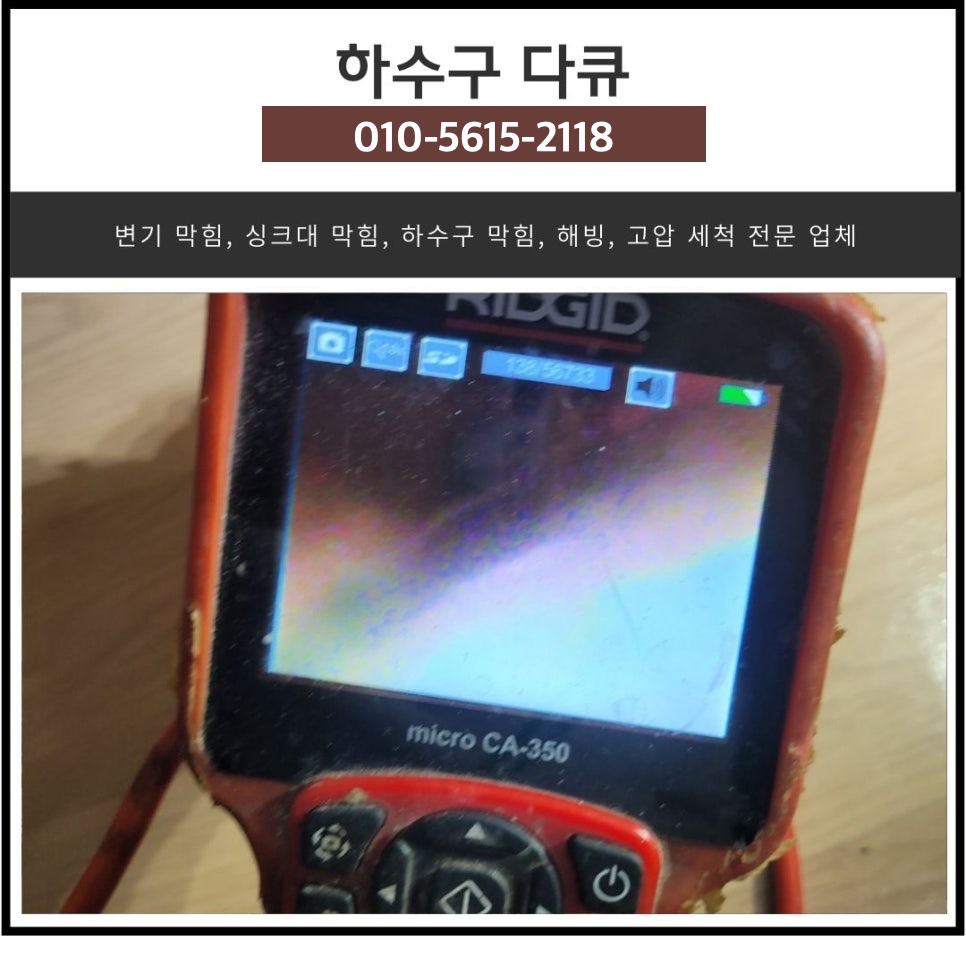 하수구 다큐
010-5615-2118
변기 막힘, 싱크대 막힘, 하수구 막힘, 해빙, 고압 세척 전문 업체
RIDGID
micro CA-350